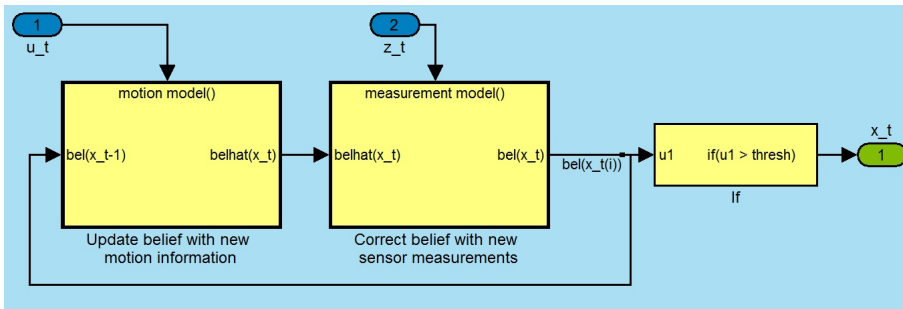 1
u_t
2
z_t
motion model()
bel(x_t-1)
belhat(x_t)
Update belief with new
motion information
measurement model()
belhat(x_t)
bel(x_t)
Correct belief with new
sensor measurements
bel(x_t(i))
u1
if(u1 > thresh)
If
x_t
1